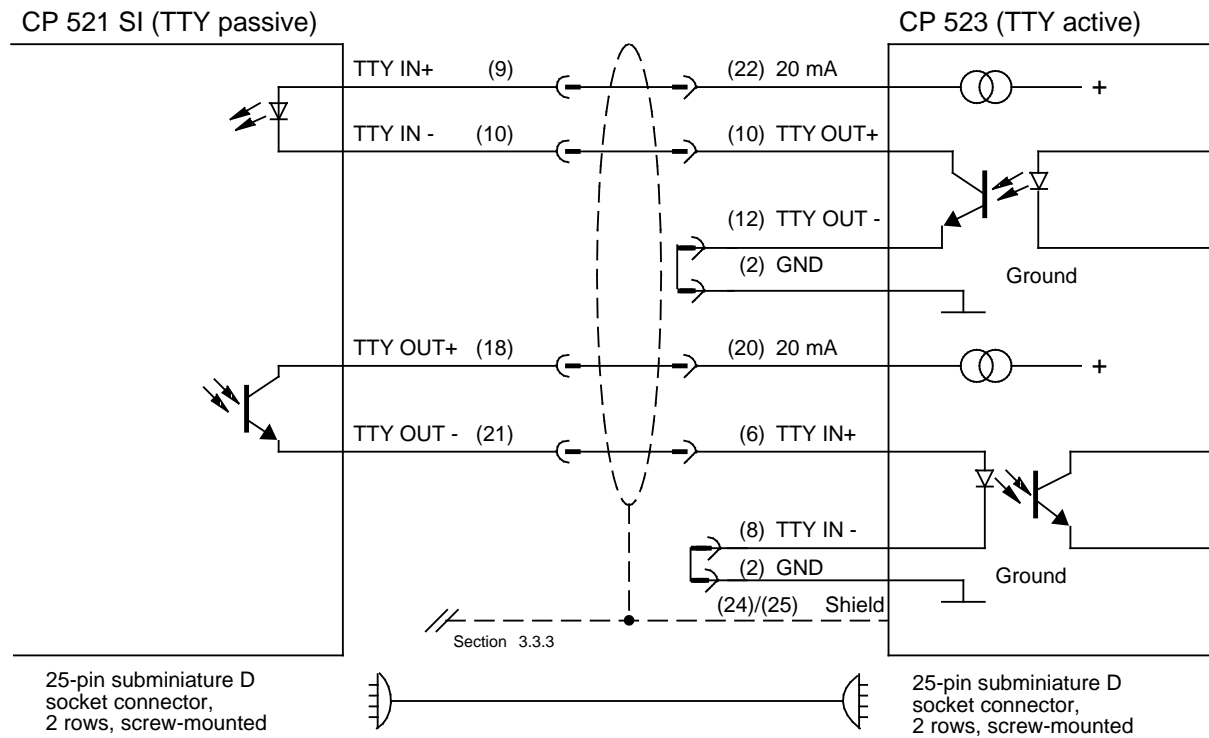 CP 521 SI (TTY passive)
CP 523 (TTY active)
TTY IN+ (9)
(22) 20 mA
+
TTY IN - (10)
(10) TTY OUT+
(12) TTY OUT -
(2) GND
Ground
TTY OUT+ (18)
(20) 20 mA
+
TTY OUT - (21)
(6) TTY IN+
(8) TTY IN -
(2) GND
Ground
(24)/(25) Shield
Section 3.3.3
25-pin subminiature D
socket connector,
2 rows, screw-mounted
25-pin subminiature D
socket connector,
2 rows, screw-mounted